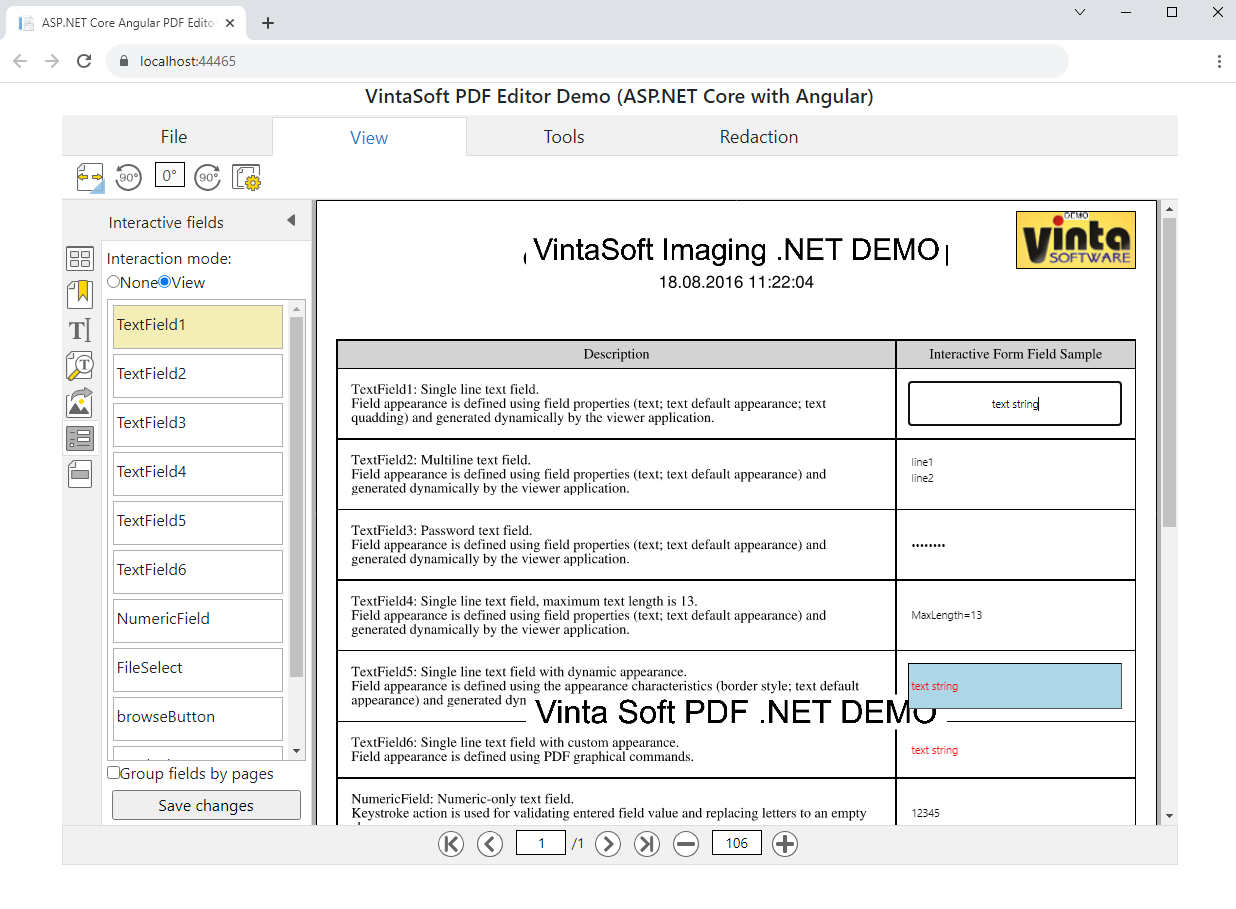 ASP.NET Core Angular PDF Edito
localhost:44465
VintaSoft PDF Editor Demo (ASP.NET Core with Angular)
File
View
Tools
Redaction
90°
0°
90°
Interactive fields
Interaction mode:
None View
TextField1
TextField2
TextField3
TextField4
TextField5
TextField6
NumericField
FileSelect
browseButton
Group fields by pages
Save changes
VintaSoft Imaging .NET DEMO
18.08.2016 11:22:04
DEMO
vinta
SOFTWARE
Description
Interactive Form Field Sample
TextField1: Single line text field.
Field appearance is defined using field properties (text; text default appearance; text
quadding) and generated dynamically by the viewer application.
text string
TextField2: Multiline text field.
Field appearance is defined using field properties (text; text default appearance) and
generated dynamically by the viewer application.
line1
line2
TextField3: Password text field.
Field appearance is defined using field properties (text; text default appearance) and
generated dynamically by the viewer application.
••••••••
TextField4: Single line text field, maximum text length is 13.
Field appearance is defined using field properties (text; text default appearance) and
generated dynamically by the viewer application.
MaxLength=13
TextField5: Single line text field with dynamic appearance.
Field appearance is defined using the appearance characteristics (border style; text default
appearance) and generated dyn
text string
Vinta Soft PDF .NET DEMO
TextField6: Single line text field with custom appearance.
Field appearance is defined using PDF graphical commands.
text string
NumericField: Numeric-only text field.
Keystroke action is used for validating entered field value and replacing letters to an empty
12345
1
/1
106